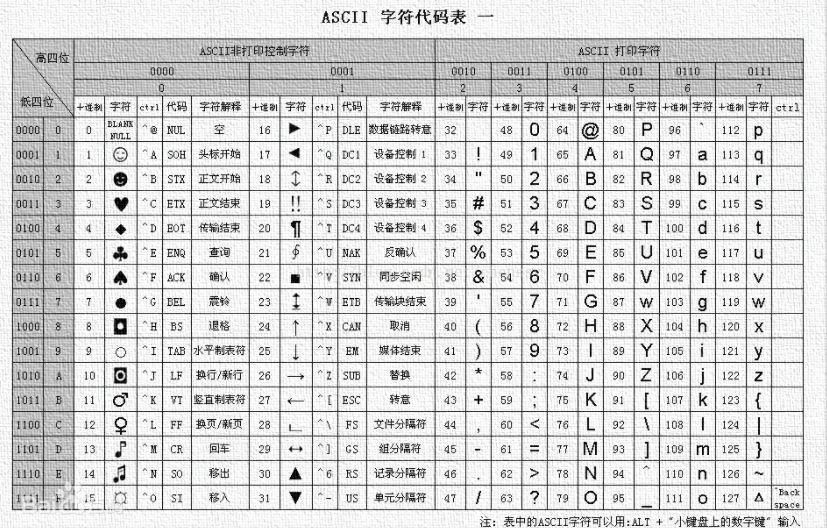 ASCII 字符代码表 一
高四位 ASCII非打印控制字符 ASCII 打印字符
0000 0001 0010 0011 0100 0101 0110 0111
0 1 2 3 4 5 6 7
低四位 十进制 字符 ctrl 代码 字符解释 十进制 字符 ctrl 代码 字符解释 十进制 字符 十进制 字符 十进制 字符 十进制 字符 十进制 字符 十进制 字符 ctrl
0000 0 0 BLANK NULL ^@ NUL 空 16 ► ^P DLE 数据链路转意 32 48 0 64 @ 80 P 96 ` 112 p
0001 1 1 ☺ ^A SOH 头标开始 17 ◄ ^Q DC1 设备控制 1 33 ! 49 1 65 A 81 Q 97 a 113 q
0010 2 2 ☻ ^B STX 正文开始 18 ↕ ^R DC2 设备控制 2 34 " 50 2 66 B 82 R 98 b 114 r
0011 3 3 ♥ ^C ETX 正文结束 19 ‼ ^S DC3 设备控制 3 35 # 51 3 67 C 83 S 99 c 115 s
0100 4 4 ◆ ^D EOT 传输结束 20 ¶ ^T DC4 设备控制 4 36 $ 52 4 68 D 84 T 100 d 116 t
0101 5 5 ♣ ^E ENQ 查询 21 ∮ ^U NAK 反确认 37 % 53 5 69 E 85 U 101 e 117 u
0110 6 6 ♠ ^F ACK 确认 22 ■ ^V SYN 同步空闲 38 & 54 6 70 F 86 V 102 f 118 v
0111 7 7 ● ^G BEL 震铃 23 ↨ ^W ETB 传输块结束 39 ' 55 7 71 G 87 w 103 g 119 w
1000 8 8 ◘ ^H BS 退格 24 ↑ ^X CAN 取消 40 ( 56 8 72 H 88 X 104 h 120 x
1001 9 9 ○ ^I TAB 水平制表符 25 ↓ ^Y EM 媒体结束 41 ) 57 9 73 I 89 Y 105 i 121 y
1010 A 10 ◙ ^J LF 换行/新行 26 → ^Z SUB 替换 42 * 58 : 74 J 90 Z 106 j 122 z
1011 B 11 ♂ ^K VT 竖直制表符 27 ← ^[ ESC 转意 43 + 59 ; 75 K 91 [ 107 k 123 {
1100 C 12 ♀ ^L FF 换页/新页 28 ∟ ^\ FS 文件分隔符 44 , 60 < 76 L 92 \ 108 l 124 |
1101 D 13 ♪ ^M CR 回车 29 ↔ ^] GS 组分隔符 45 - 61 = 77 M 93 ] 109 m 125 }
1110 E 14 ♫ ^N SO 移出 30 ▲ ^6 RS 记录分隔符 46 . 62 > 78 N 94 ^ 110 n 126 ~
15 ☼ ^O SI 移入 31 ▼ ^- US 单元分隔符 47 / 63 ? 79 O 95 _ 111 o 127 Δ ^Back space
注: 表中的ASCII字符可以用:ALT + "小键盘上的数字键" 输入